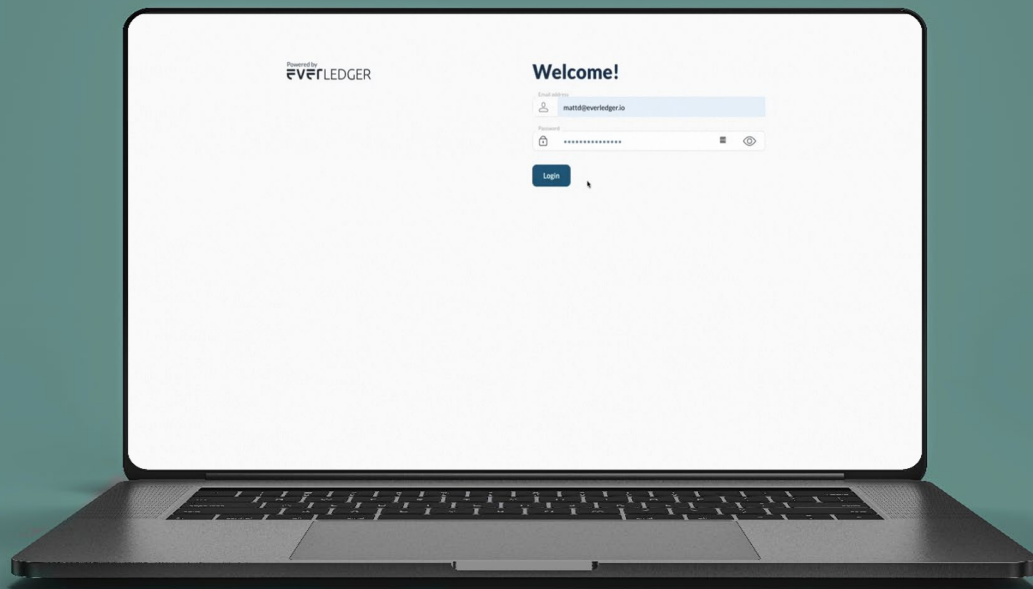 Powered by
EVERLEDGER
Welcome!
Email address
mattd@everledger.io
Password
•••••••••••••••
Login